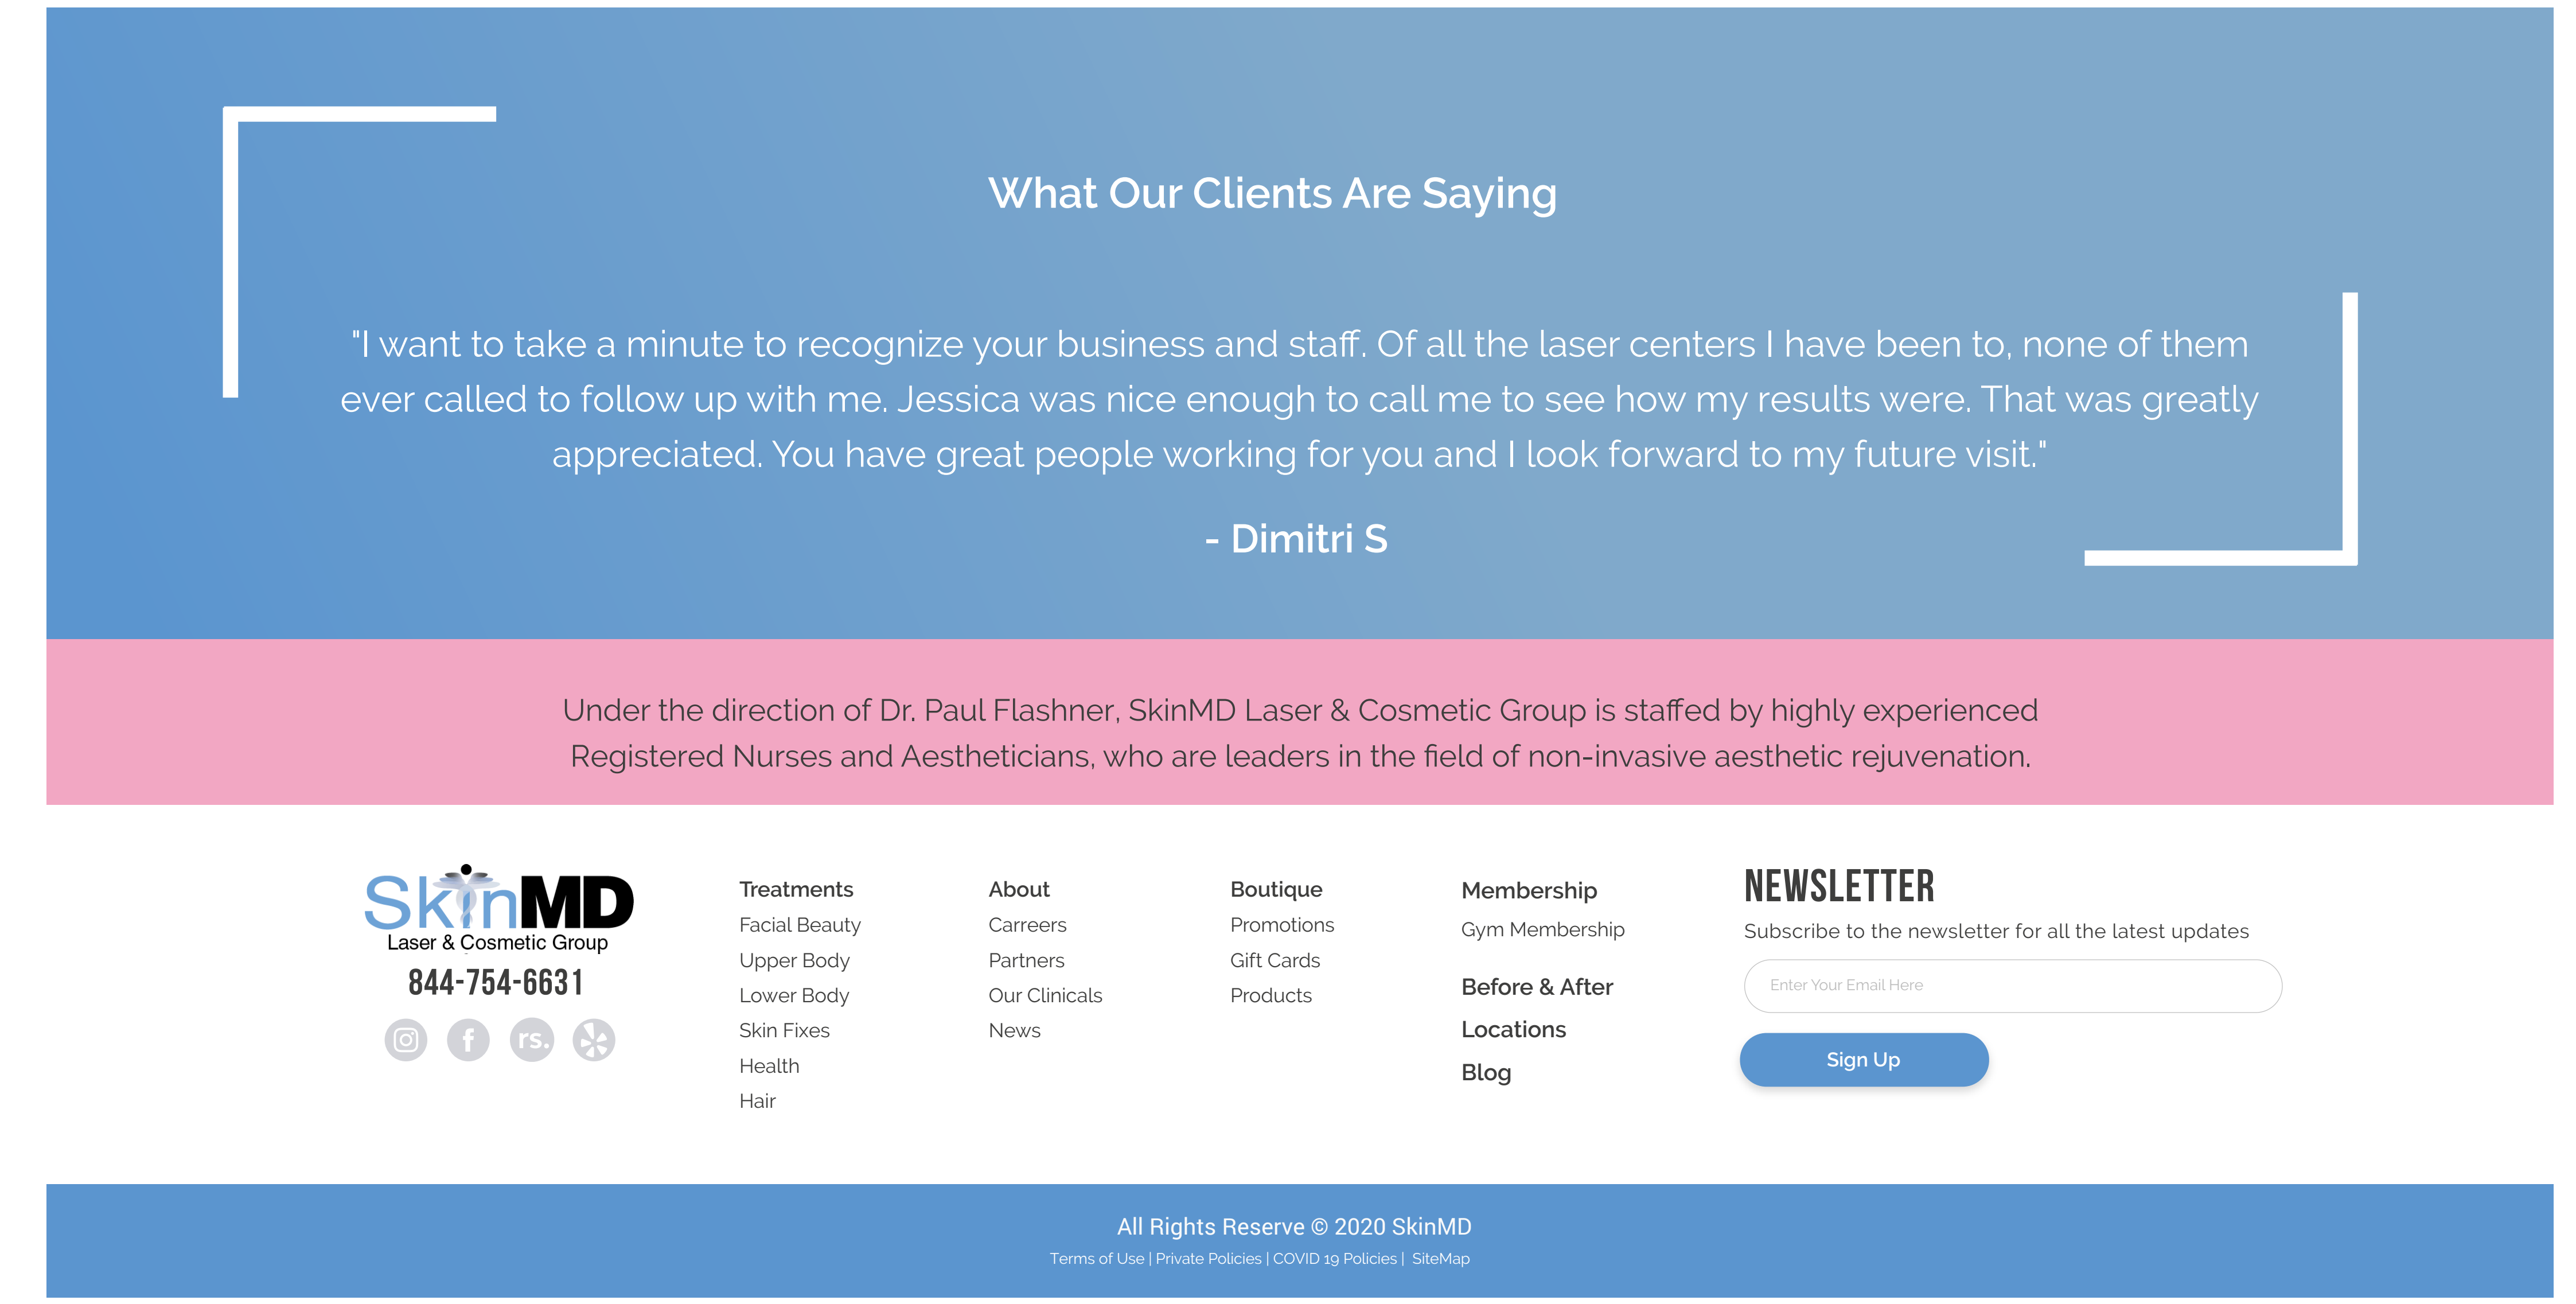 What Our Clients Are Saying
"I want to take a minute to recognize your business and staff. Of all the laser centers I have been to, none of them
ever called to follow up with me. Jessica was nice enough to call me to see how my results were. That was greatly
appreciated. You have great people working for you and I look forward to my future visit."
- Dimitri S
Under the direction of Dr. Paul Flashner, SkinMD Laser & Cosmetic Group is staffed by highly experienced
Registered Nurses and Aestheticians, who are leaders in the field of non-invasive aesthetic rejuvenation.
SkinMD
Laser & Cosmetic Group
844-754-6631
rs.
Treatments
Facial Beauty
Upper Body
Lower Body
Skin Fixes
Health
Hair
About
Carreers
Partners
Our Clinicals
News
Boutique
Promotions
Gift Cards
Products
Membership
Gym Membership
Before & After
Locations
Blog
NEWSLETTER
Subscribe to the newsletter for all the latest updates
Enter Your Email Here
Sign Up
All Rights Reserve © 2020 SkinMD
Terms of Use | Private Policies | COVID 19 Policies | SiteMap